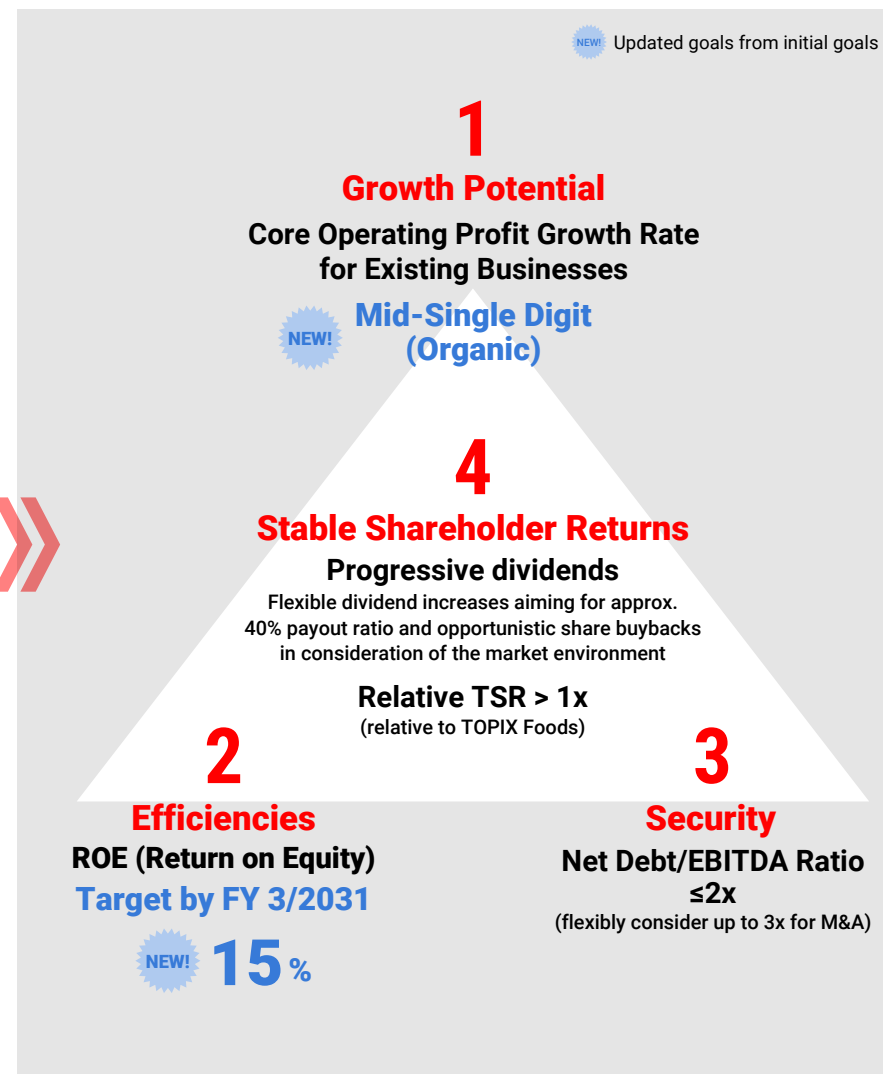 NEW! Updated goals from initial goals
1
Growth Potential
Core Operating Profit Growth Rate
for Existing Businesses
NEW!
Mid-Single Digit
(Organic)
4
Stable Shareholder Returns
Progressive dividends
Flexible dividend increases aiming for approx.
40% payout ratio and opportunistic share buybacks
in consideration of the market environment
Relative TSR > 1x
(relative to TOPIX Foods)
2
Efficiencies
ROE (Return on Equity)
Target by FY 3/2031
NEW! 15 %
3
Security
Net Debt/EBITDA Ratio
≤2x
(flexibly consider up to 3x for M&A)